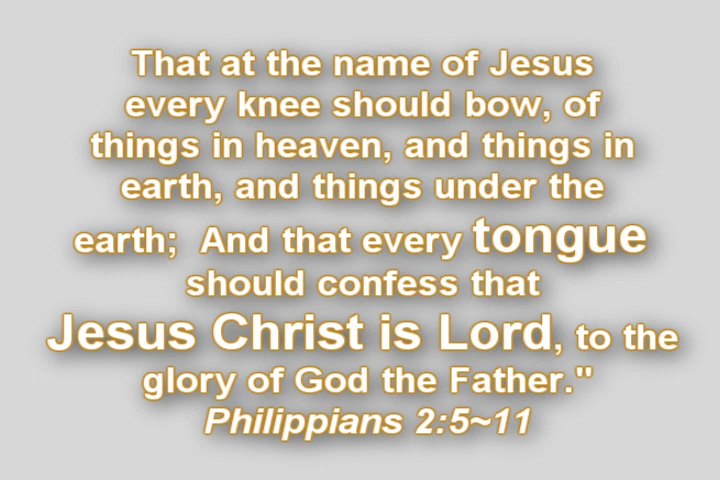 That at the name of Jesus
every knee should bow, of
things in heaven, and things in
earth, and things under the
earth;  And that every tongue
should confess that
Jesus Christ is Lord, to the
glory of God the Father."
Philippians 2:5~11